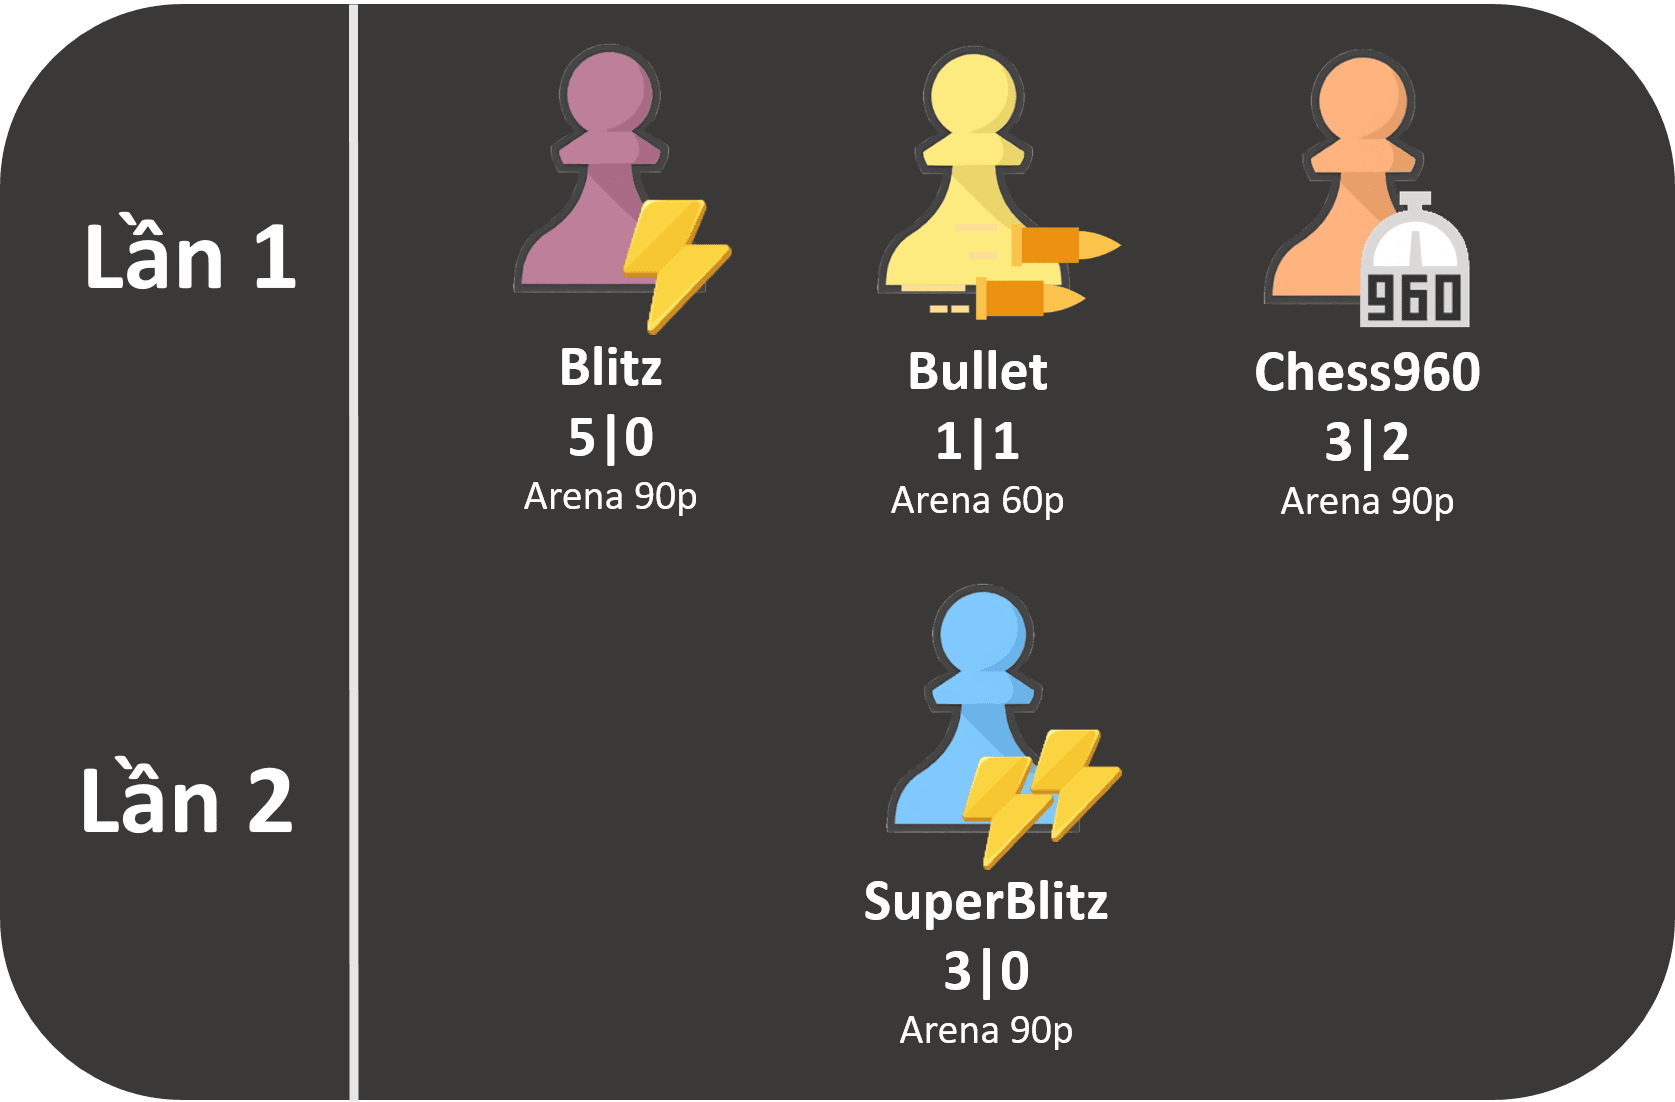 Lần 1
960
Blitz
5|0
Arena 90p
Bullet
1|1
Arena 60p
Chess960
3|2
Arena 90p
Lần 2
SuperBlitz
3|0
Arena 90p